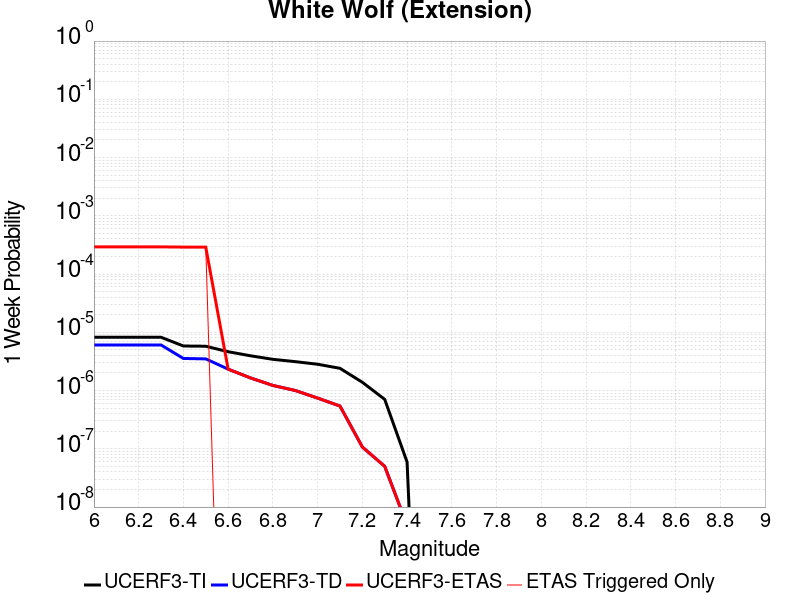 White Wolf (Extension)
10^0
10^-1
10^-2
10^-3
10^-4
10^-5
10^-6
10^-7
10^-8
1 Week Probability
6 6.2 6.4 6.6 6.8 7 7.2 7.4 7.6 7.8 8 8.2 8.4 8.6 8.8 9
Magnitude
UCERF3-TI UCERF3-TD UCERF3-ETAS ETAS Triggered Only